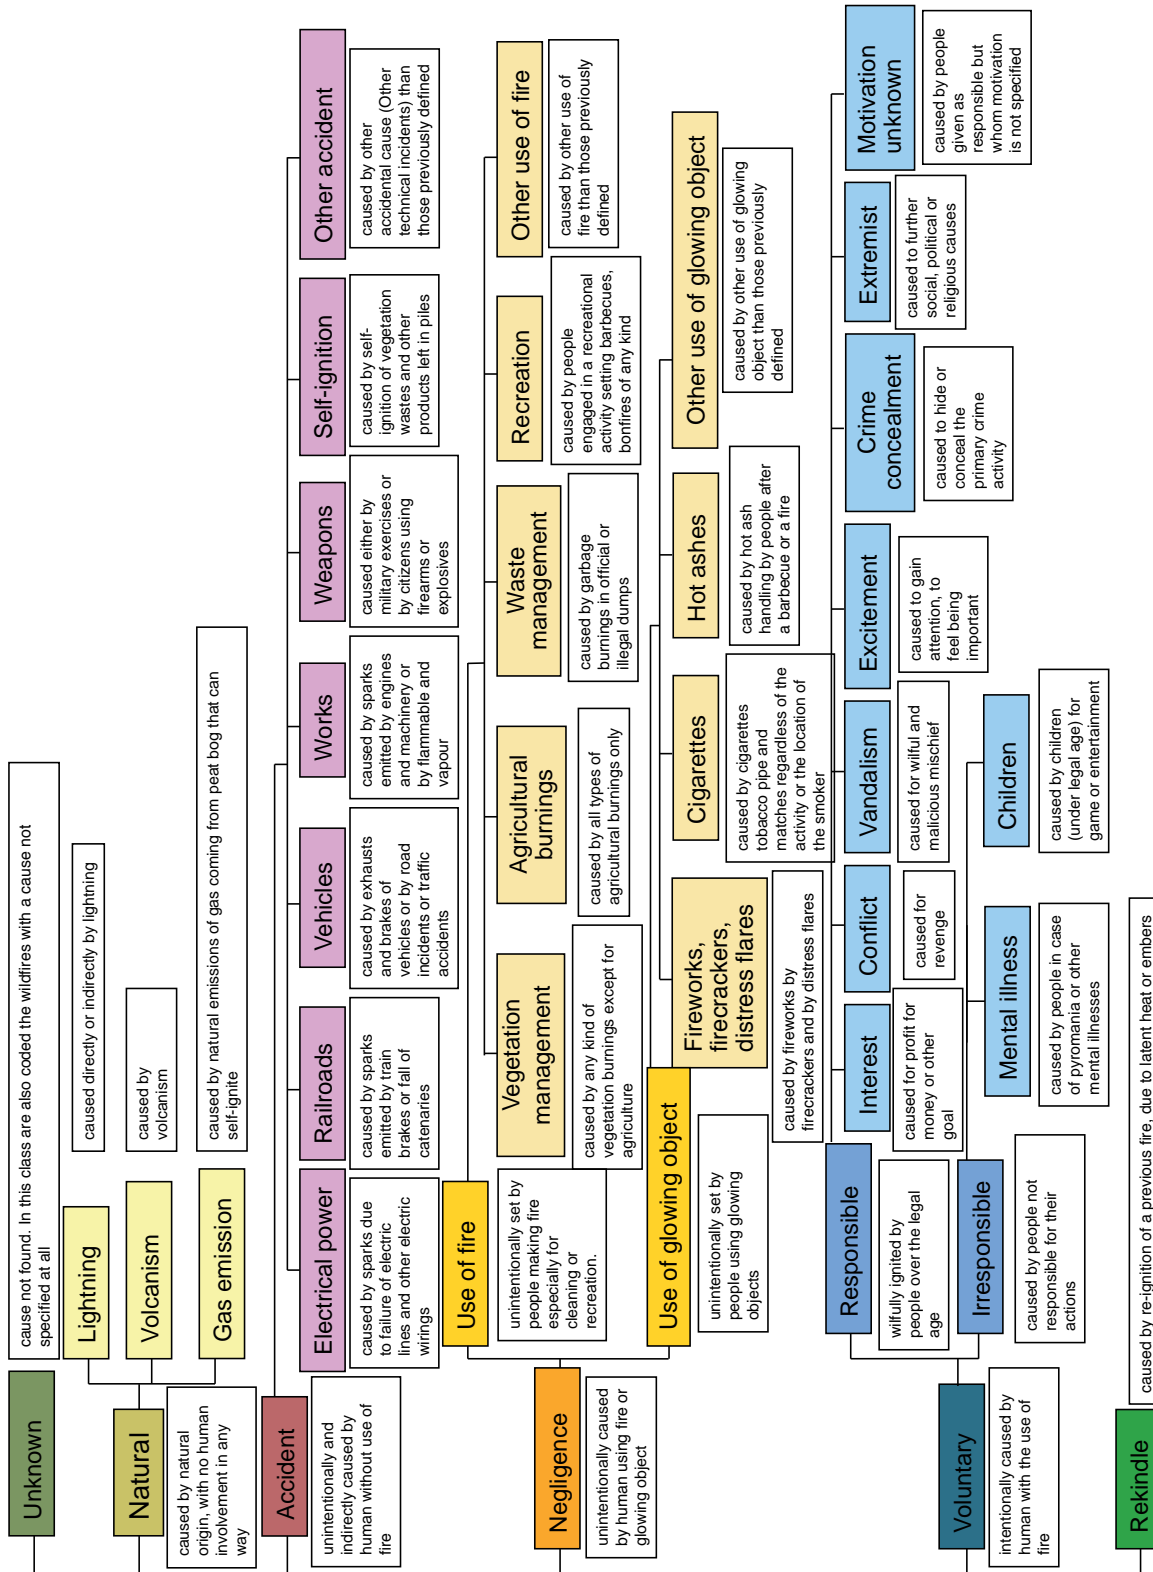 Unknown
cause not found. In this class are also coded the wildfires with a cause not
specified at all
Natural
caused by natural
origin, with no human
involvement in any
way
Lightning
caused directly or indirectly by lightning
Volcanism
caused by
volcanism
Gas emission
caused by natural emissions of gas coming from peat bog that can
self-ignite
Accident
unintentionally and
indirectly caused by
human without use of
fire
Electrical power
caused by sparks due
to failure of electric
lines and other electric
wirings
Railroads
caused by sparks
emitted by train
brakes or fall of
catenaries
Vehicles
caused by exhausts
and brakes of
vehicles or by road
incidents or traffic
accidents
Works
caused by sparks
emitted by engines
and machinery or
by flammable and
vapour
Weapons
caused either by
military exercises or
by citizens using
firearms or
explosives
Self-ignition
caused by self-
ignition of vegetation
wastes and other
products left in piles
Other accident
caused by other
accidental cause (Other
technical incidents) than
those previously defined
Negligence
unintentionally caused
by human using fire or
glowing object
Use of fire
unintentionally set by
people making fire
especially for
cleaning or
recreation.
Vegetation
management
caused by any kind of
vegetation burnings except for
agriculture
Agricultural
burnings
caused by all types of
agricultural burnings only
Waste
management
caused by garbage
burnings in official or
illegal dumps
Recreation
caused by people
engaged in a recreational
activity setting barbecues,
bonfires of any kind
Other use of fire
caused by other use of
fire than those previously
defined
Use of glowing object
unintentionally set by
people using glowing
objects
Fireworks,
firecrackers,
distress flares
caused by fireworks by
firecrackers and by distress flares
Cigarettes
caused by cigarettes
tobacco pipe and
matches regardless of the
activity or the location of
the smoker
Hot ashes
caused by hot ash
handling by people after
a barbecue or a fire
Other use of glowing object
caused by other use of glowing
object than those previously
defined
Voluntary
intentionally caused by
human with the use of
fire
Responsible
wilfully ignited by
people over the legal
age
Interest
caused for profit for
money or other
goal
Conflict
caused for
revenge
Vandalism
caused for wilful and
malicious mischief
Excitement
caused to gain
attention, to
feel being
important
Crime
concealment
caused to hide or
conceal the
primary crime
activity
Extremist
caused to further
social, political or
religious causes
Motivation
unknown
caused by people
given as
responsible but
whom motivation
is not specified
Irresponsible
caused by people not
responsible for their
actions
Mental illness
caused by people in case
of pyromania or other
mental illnesses
Children
caused by children
(under legal age) for
game or entertainment
Rekindle
caused by re-ignition of a previous fire, due to latent heat or embers